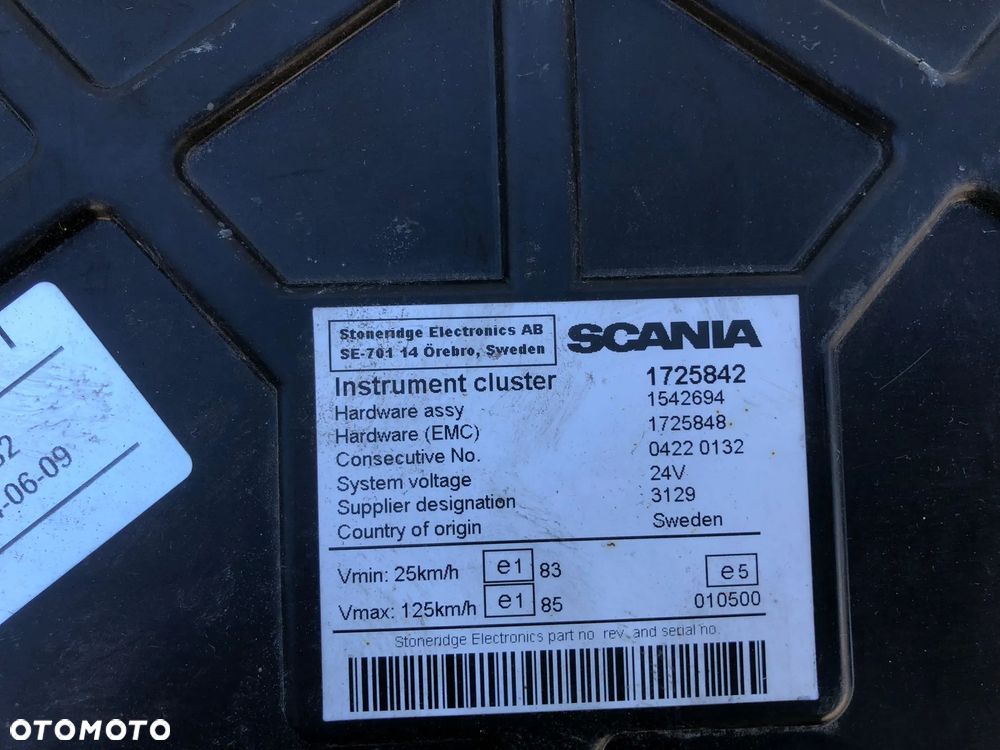 Stoneridge Electronics AB
SE-701 14 Örebro, Sweden
SCANIA
Instrument cluster 1725842
Hardware assy 1542694
Hardware (EMC) 1725848
Consecutive No. 0422 0132
System voltage 24V
Supplier designation 3129
Country of origin Sweden
Vmin: 25km/h e1 83 e5
Vmax: 125km/h e1 85 010500
Stoneridge Electronics part no. rev. and serial no.
-06-09
OTOMOTO